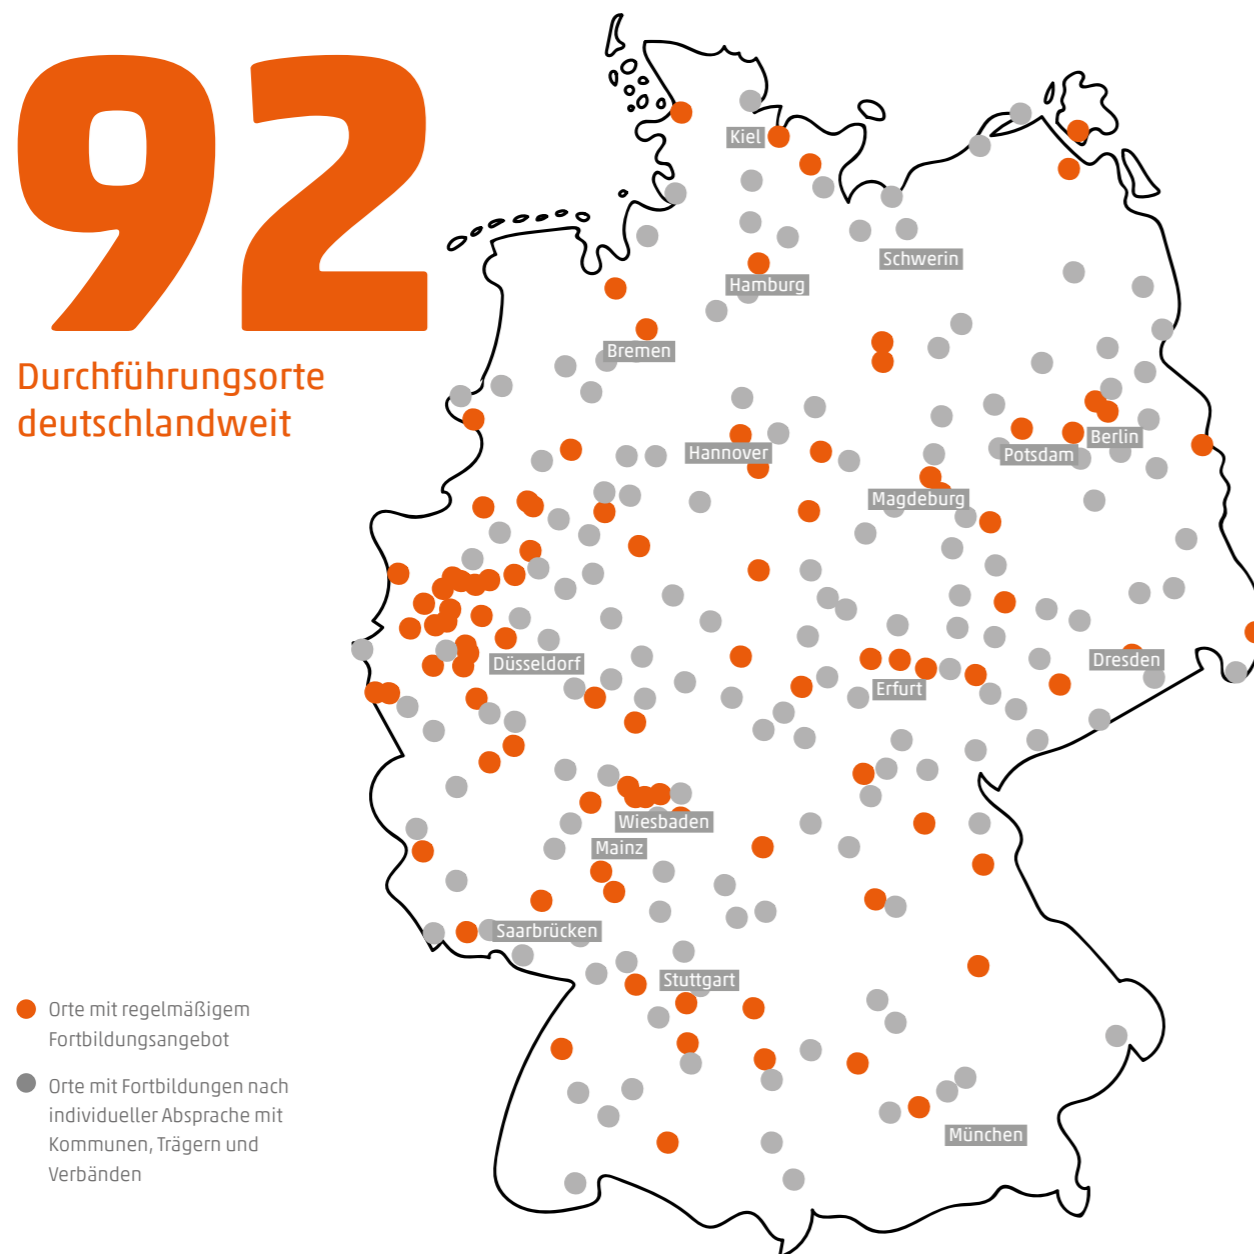 92
Durchführungsorte
deutschlandweit
Kiel
Schwerin
Hamburg
Bremen
Hannover
Potsdam
Berlin
Magdeburg
Düsseldorf
Erfurt
Dresden
Wiesbaden
Mainz
Saarbrücken
Stuttgart
München
Orte mit regelmäßigem
Fortbildungsangebot
Orte mit Fortbildungen nach
individueller Absprache mit
Kommunen, Trägern und
Verbänden